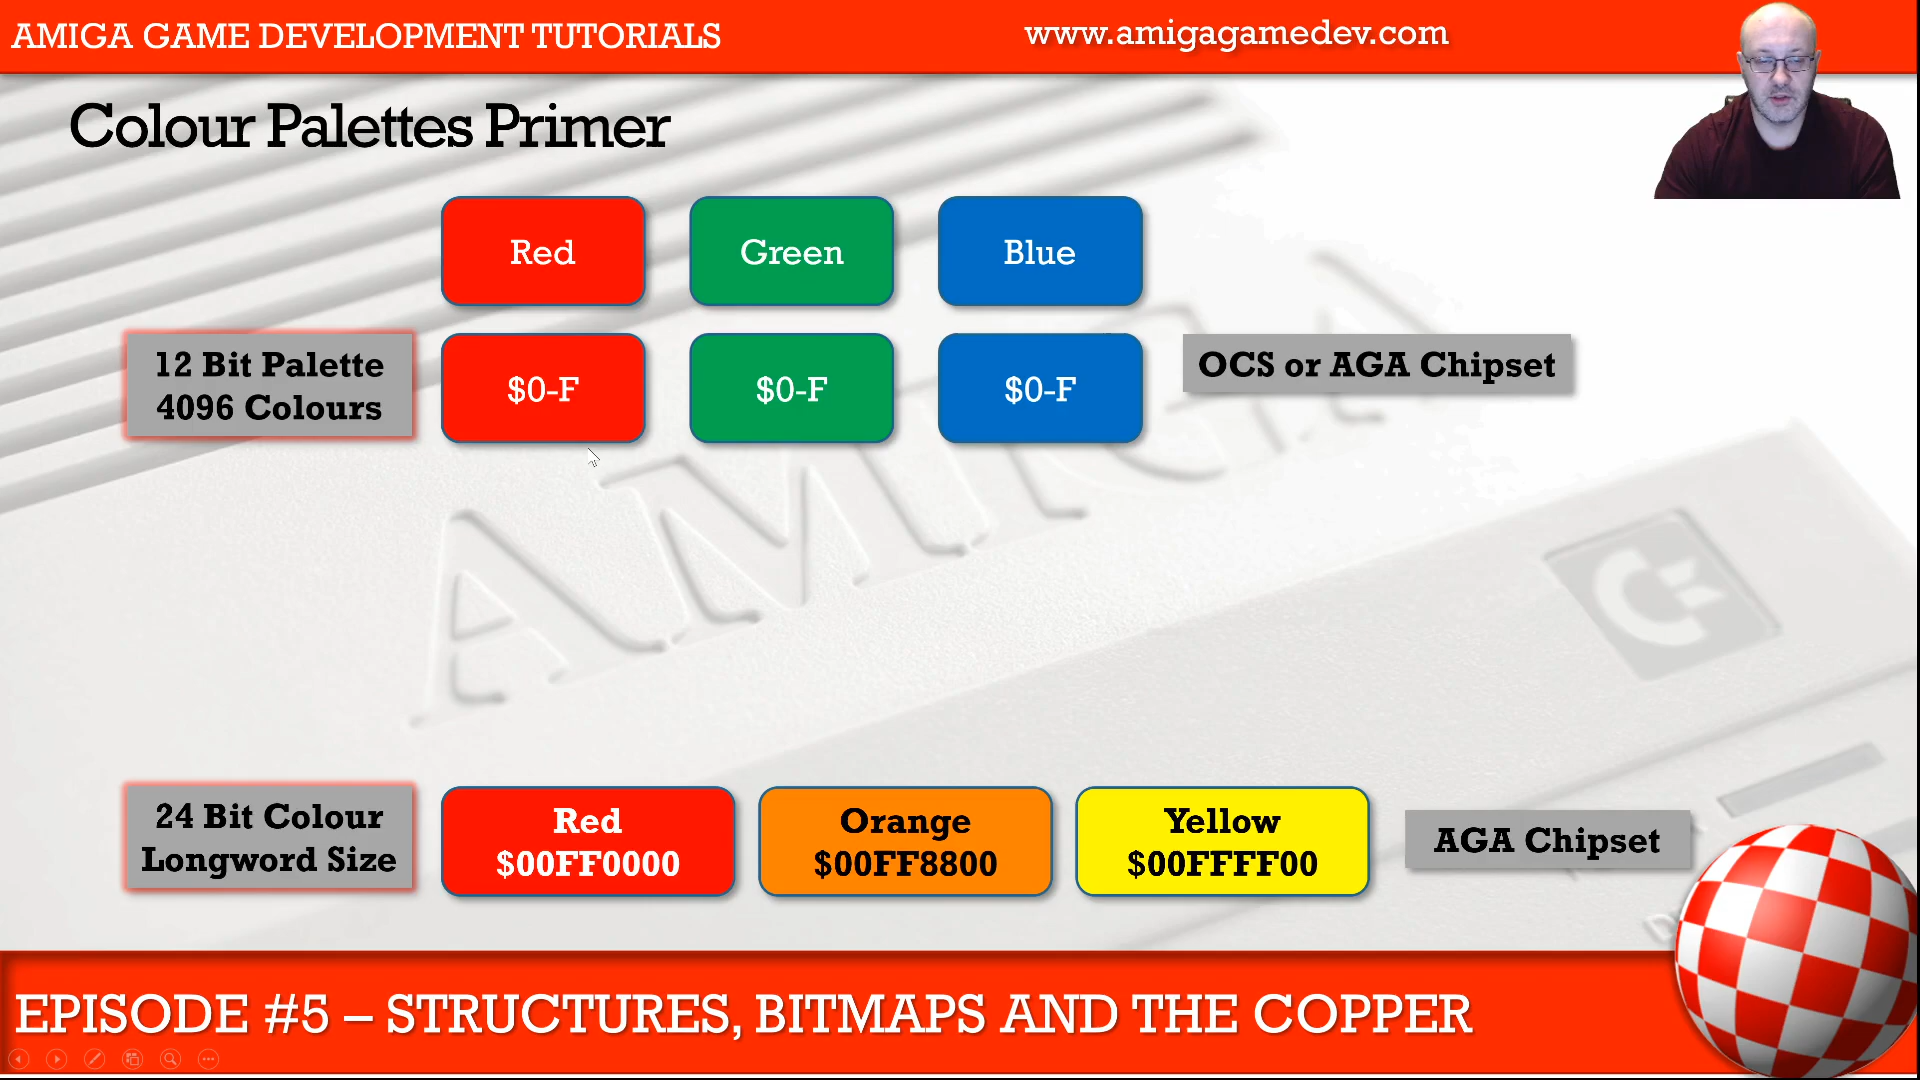 AMIGA GAME DEVELOPMENT TUTORIALS
www.amigagamedev.com
Colour Palettes Primer
Red
Green
Blue
12 Bit Palette
4096 Colours
$0-F
$0-F
$0-F
OCS or AGA Chipset
AMIGA
24 Bit Colour
Longword Size
Red
$00FF0000
Orange
$00FF8800
Yellow
$00FFFF00
AGA Chipset
EPISODE #5 – STRUCTURES, BITMAPS AND THE COPPER